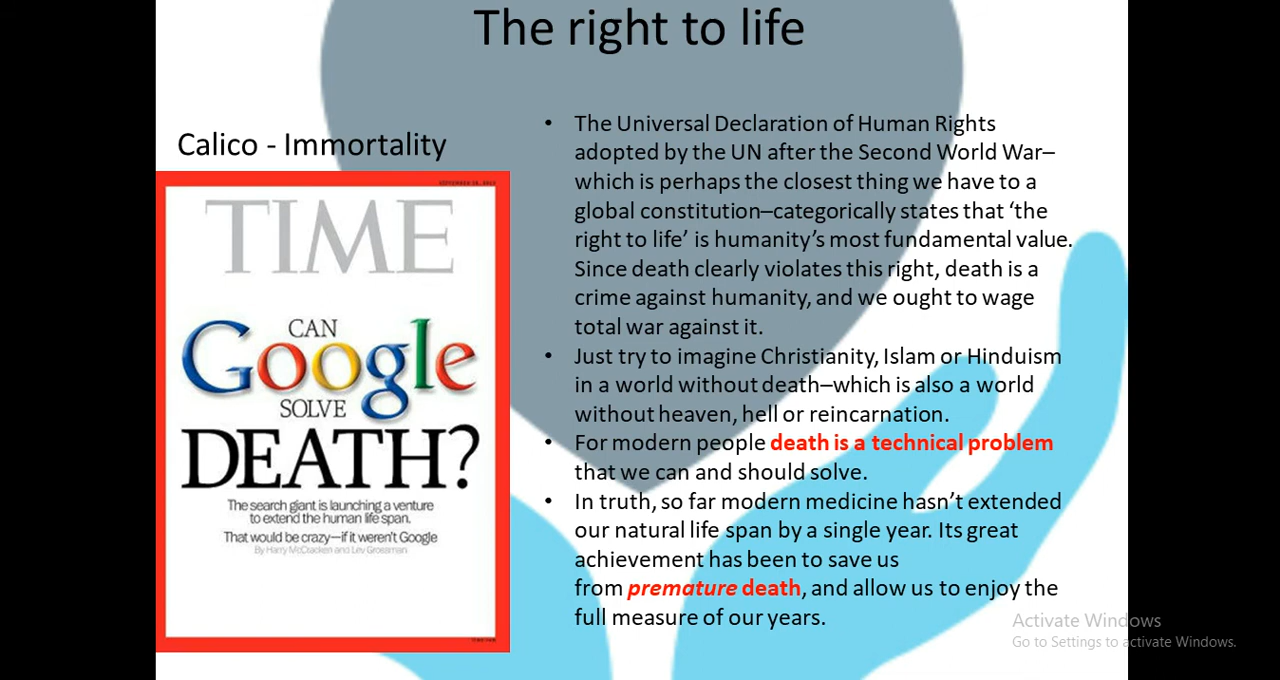 The right to life
Calico - Immortality
TIME
CAN
Google
SOLVE
DEATH?
The search giant is launching a venture
to extend the human life span.
That would be crazy—if it weren't Google
By Harry McCracken and Lev Grossman
• The Universal Declaration of Human Rights
adopted by the UN after the Second World War–
which is perhaps the closest thing we have to a
global constitution–categorically states that ‘the
right to life’ is humanity’s most fundamental value.
Since death clearly violates this right, death is a
crime against humanity, and we ought to wage
total war against it.
• Just try to imagine Christianity, Islam or Hinduism
in a world without death–which is also a world
without heaven, hell or reincarnation.
• For modern people death is a technical problem
that we can and should solve.
• In truth, so far modern medicine hasn’t extended
our natural life span by a single year. Its great
achievement has been to save us
from premature death, and allow us to enjoy the
full measure of our years.
Activate Windows
Go to Settings to activate Windows.